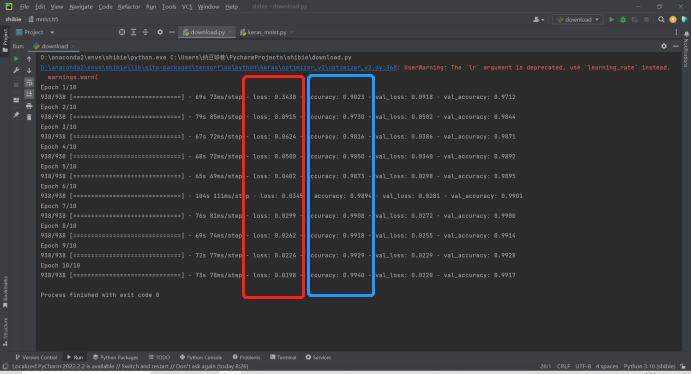 File Edit View Navigate Code Refactor Run Tools VCS Window Help shibie - download.py
shibie mnist.h5 download
Project download.py keras_mnist.py
Run: download
D:\anaconda2\envs\shibie\python.exe C:\Users\纳豆\PycharmProjects\shibie\download.py
D:\anaconda2\envs\shibie\lib\site-packages\tensorflow\python\keras\optimizer_v2\optimizer_v2.py:360: UserWarning: The `lr` argument is deprecated, use `learning_rate` instead.
warnings.warn(
Epoch 1/10
938/938 [==============================] - 69s 73ms/step - loss: 0.3430 - accuracy: 0.9023 - val_loss: 0.0918 - val_accuracy: 0.9712
Epoch 2/10
938/938 [==============================] - 79s 85ms/step - loss: 0.0915 - accuracy: 0.9730 - val_loss: 0.0502 - val_accuracy: 0.9844
Epoch 3/10
938/938 [==============================] - 67s 72ms/step - loss: 0.0624 - accuracy: 0.9816 - val_loss: 0.0386 - val_accuracy: 0.9871
Epoch 4/10
938/938 [==============================] - 68s 72ms/step - loss: 0.0500 - accuracy: 0.9850 - val_loss: 0.0340 - val_accuracy: 0.9892
Epoch 5/10
938/938 [==============================] - 65s 69ms/step - loss: 0.0402 - accuracy: 0.9873 - val_loss: 0.0298 - val_accuracy: 0.9895
Epoch 6/10
938/938 [==============================] - 104s 111ms/step - loss: 0.0345 - accuracy: 0.9894 - val_loss: 0.0281 - val_accuracy: 0.9901
Epoch 7/10
938/938 [==============================] - 76s 81ms/step - loss: 0.0299 - accuracy: 0.9908 - val_loss: 0.0272 - val_accuracy: 0.9908
Epoch 8/10
938/938 [==============================] - 69s 74ms/step - loss: 0.0262 - accuracy: 0.9918 - val_loss: 0.0255 - val_accuracy: 0.9914
Epoch 9/10
938/938 [==============================] - 72s 77ms/step - loss: 0.0224 - accuracy: 0.9929 - val_loss: 0.0229 - val_accuracy: 0.9928
Epoch 10/10
938/938 [==============================] - 73s 78ms/step - loss: 0.0198 - accuracy: 0.9940 - val_loss: 0.0220 - val_accuracy: 0.9917
Process finished with exit code 0
Project
Notifications
Bookmarks
Structure
Version Control Run Python Packages TODO Python Console Problems Terminal Services
Localized PyCharm 2022.2.2 is available // Switch and restart // Don't ask again (today 8:26) 26:1 CRLF UTF-8 4 spaces Python 3.10 (shibie)